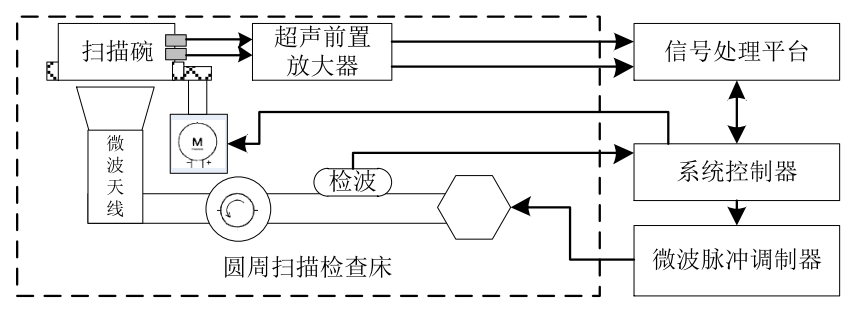 扫描碗
超声前置
放大器
信号处理平台
微
波
天
线
M
检波
系统控制器
圆周扫描检查床
微波脉冲调制器